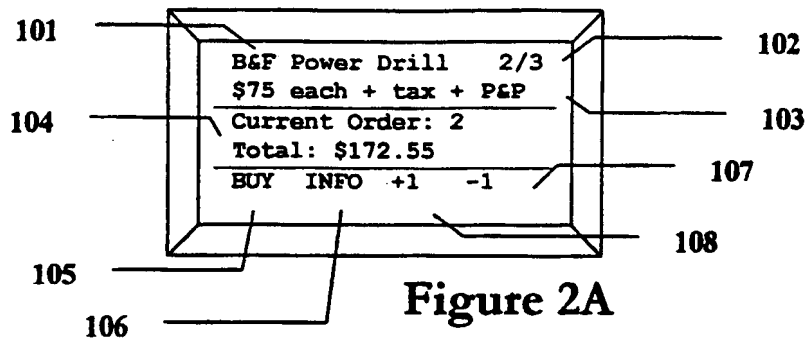 101
B&F Power Drill 2/3
102
$75 each + tax + P&P
103
104
Current Order: 2
Total: $172.55
BUY INFO +1 -1
107
108
105
106
Figure 2A